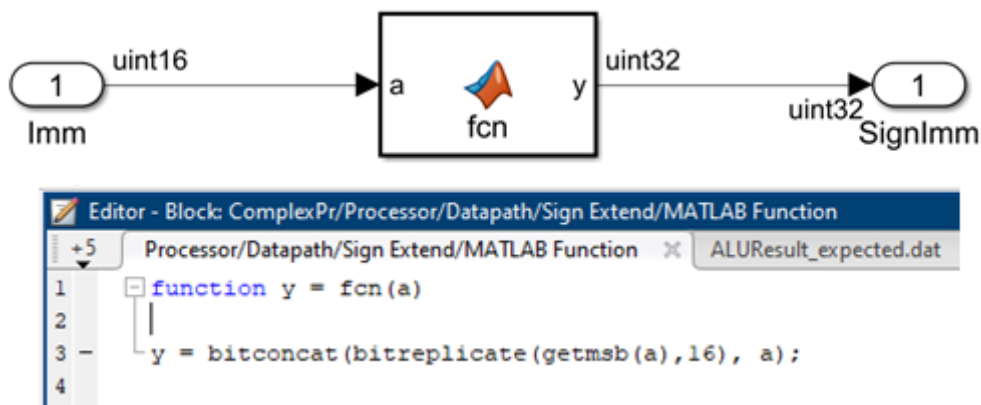 uint16
uint32
1
a
y
1
fcn
uint32
Imm
SignImm
Editor - Block: ComplexPr/Processor/Datapath/Sign Extend/MATLAB Function
+5 Processor/Datapath/Sign Extend/MATLAB Function ALUResult_expected.dat
1 function y = fcn(a)
2
3 y = bitconcat(bitreplicate(getmsb(a),16), a);
4